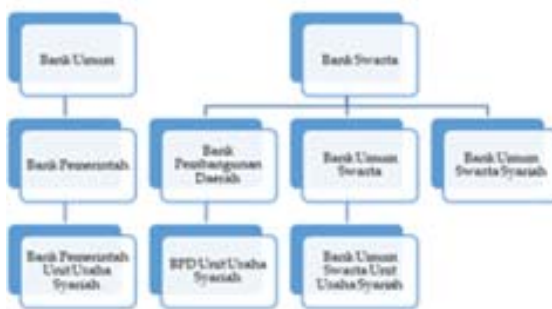 Bank Umum
Bank Swasta
Bank Pemerintah
Bank
Pembangunan
Daerah
Bank Umum
Swasta
Bank Umum
Swasta Syariah
Bank Pemerintah
Unit Usaha
Syariah
BPD Unit Usaha
Syariah
Bank Umum
Swasta Unit
Usaha Syariah